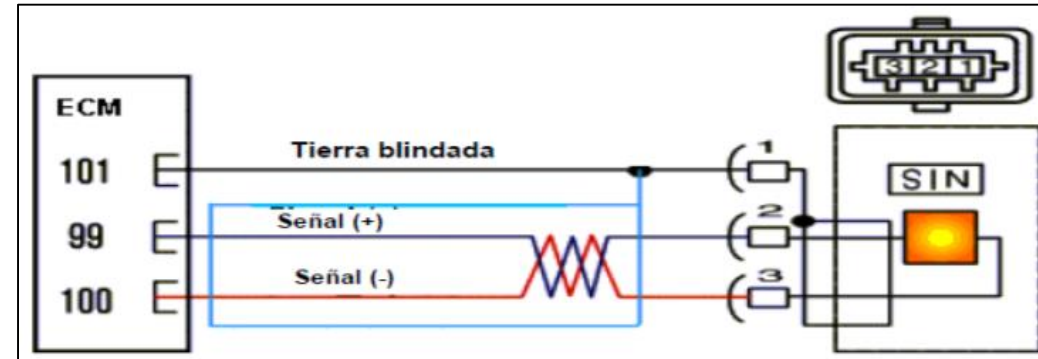 3 2 1
ECM
101
Tierra blindada
1
SIN
99
Señal (+)
2
100
Señal (-)
3